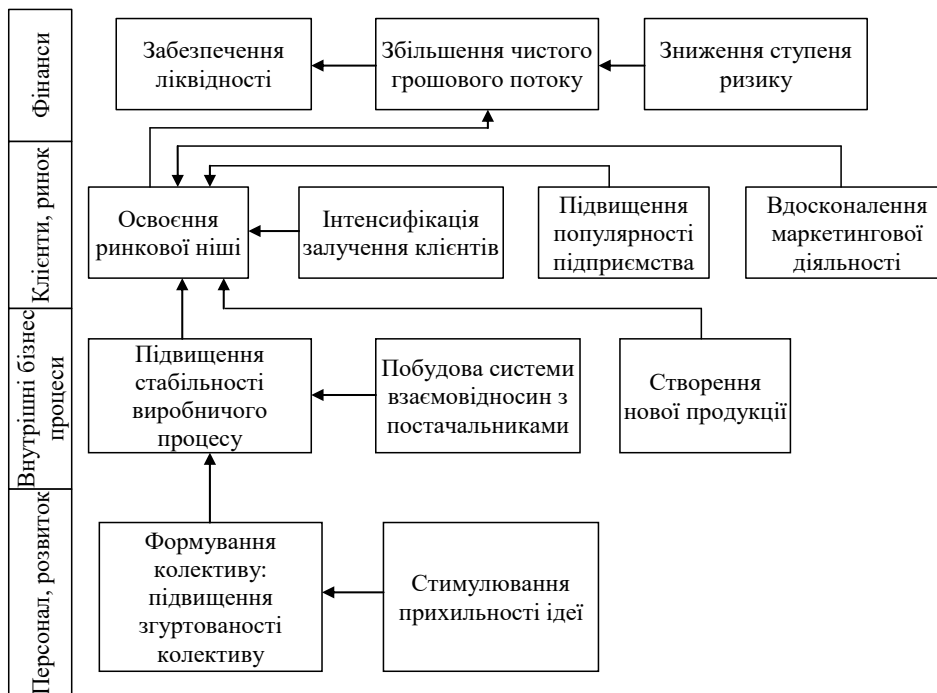 Фінанси
Забезпечення
ліквідності
Збільшення чистого
грошового потоку
Зниження ступеня
ризику
Клієнти, ринок
Освоєння
ринкової ніші
Інтенсифікація
залучення клієнтів
Підвищення
популярності
підприємства
Вдосконалення
маркетингової
діяльності
Внутрішні бізнес
процеси
Підвищення
стабільності
виробничого
процесу
Побудова системи
взаємовідносин з
постачальниками
Створення
нової продукції
Персонал, розвиток
Формування
колективу:
підвищення
згуртованості
колективу
Стимулювання
прихильності ідеї